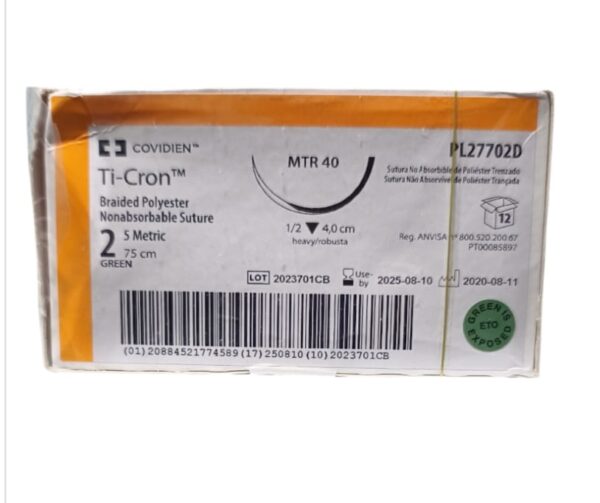 COVIDIEN™
Ti-Cron™
Braided Polyester
Nonabsorbable Suture
2 5 Metric
75 cm
GREEN
MTR 40
1/2 ▼ 4,0 cm
heavy/robusta
PL27702D
Sutura No Absorbible de Poliéster Trenzado
Sutura Não Absorvível de Poliéster Trançada
12
Reg. ANVISA nº 800.520.200.67
PT00085897
LOT 2023701CB
Use-by 2025-08-10
2020-08-11
GREEN IS
ETO
EXPOSED
(01)20884521774589(17)250810(10)2023701CB